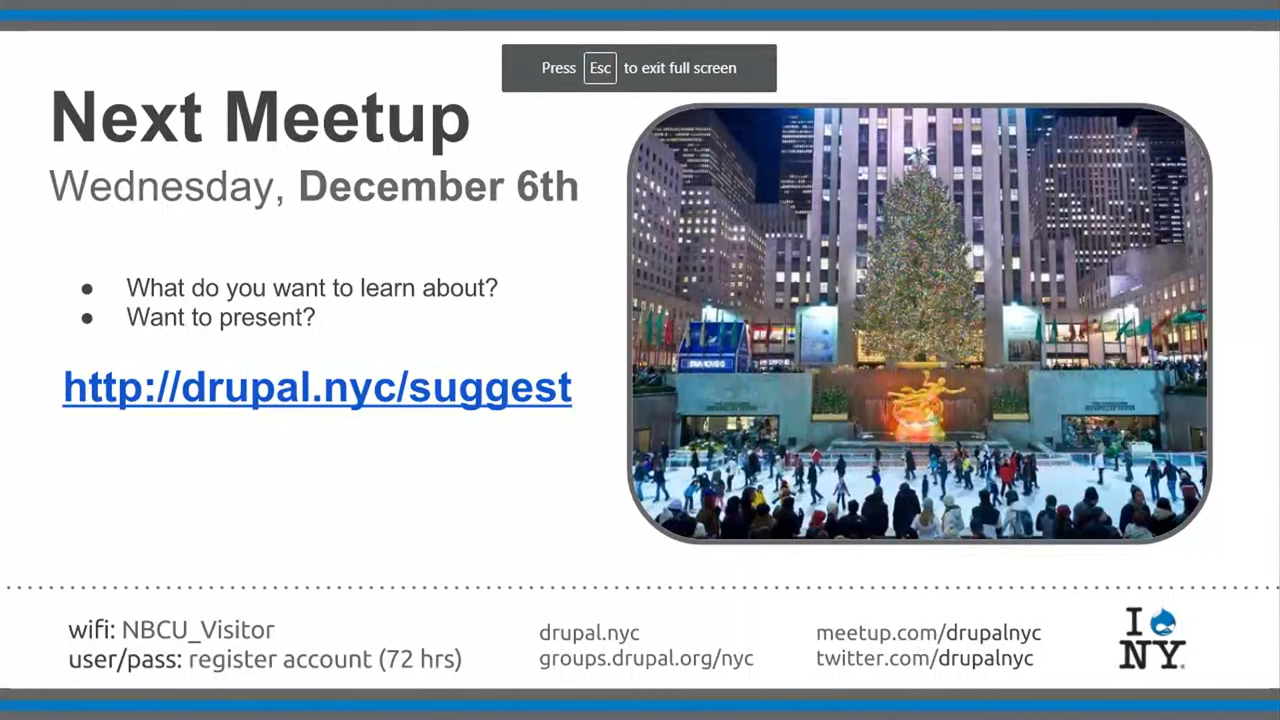 Press Esc to exit full screen
Next Meetup
Wednesday, December 6th
● What do you want to learn about?
● Want to present?
http://drupal.nyc/suggest
SWAROVSKI
wifi: NBCU_Visitor
user/pass: register account (72 hrs)
drupal.nyc
groups.drupal.org/nyc
meetup.com/drupalnyc
twitter.com/drupalnyc
I
NY